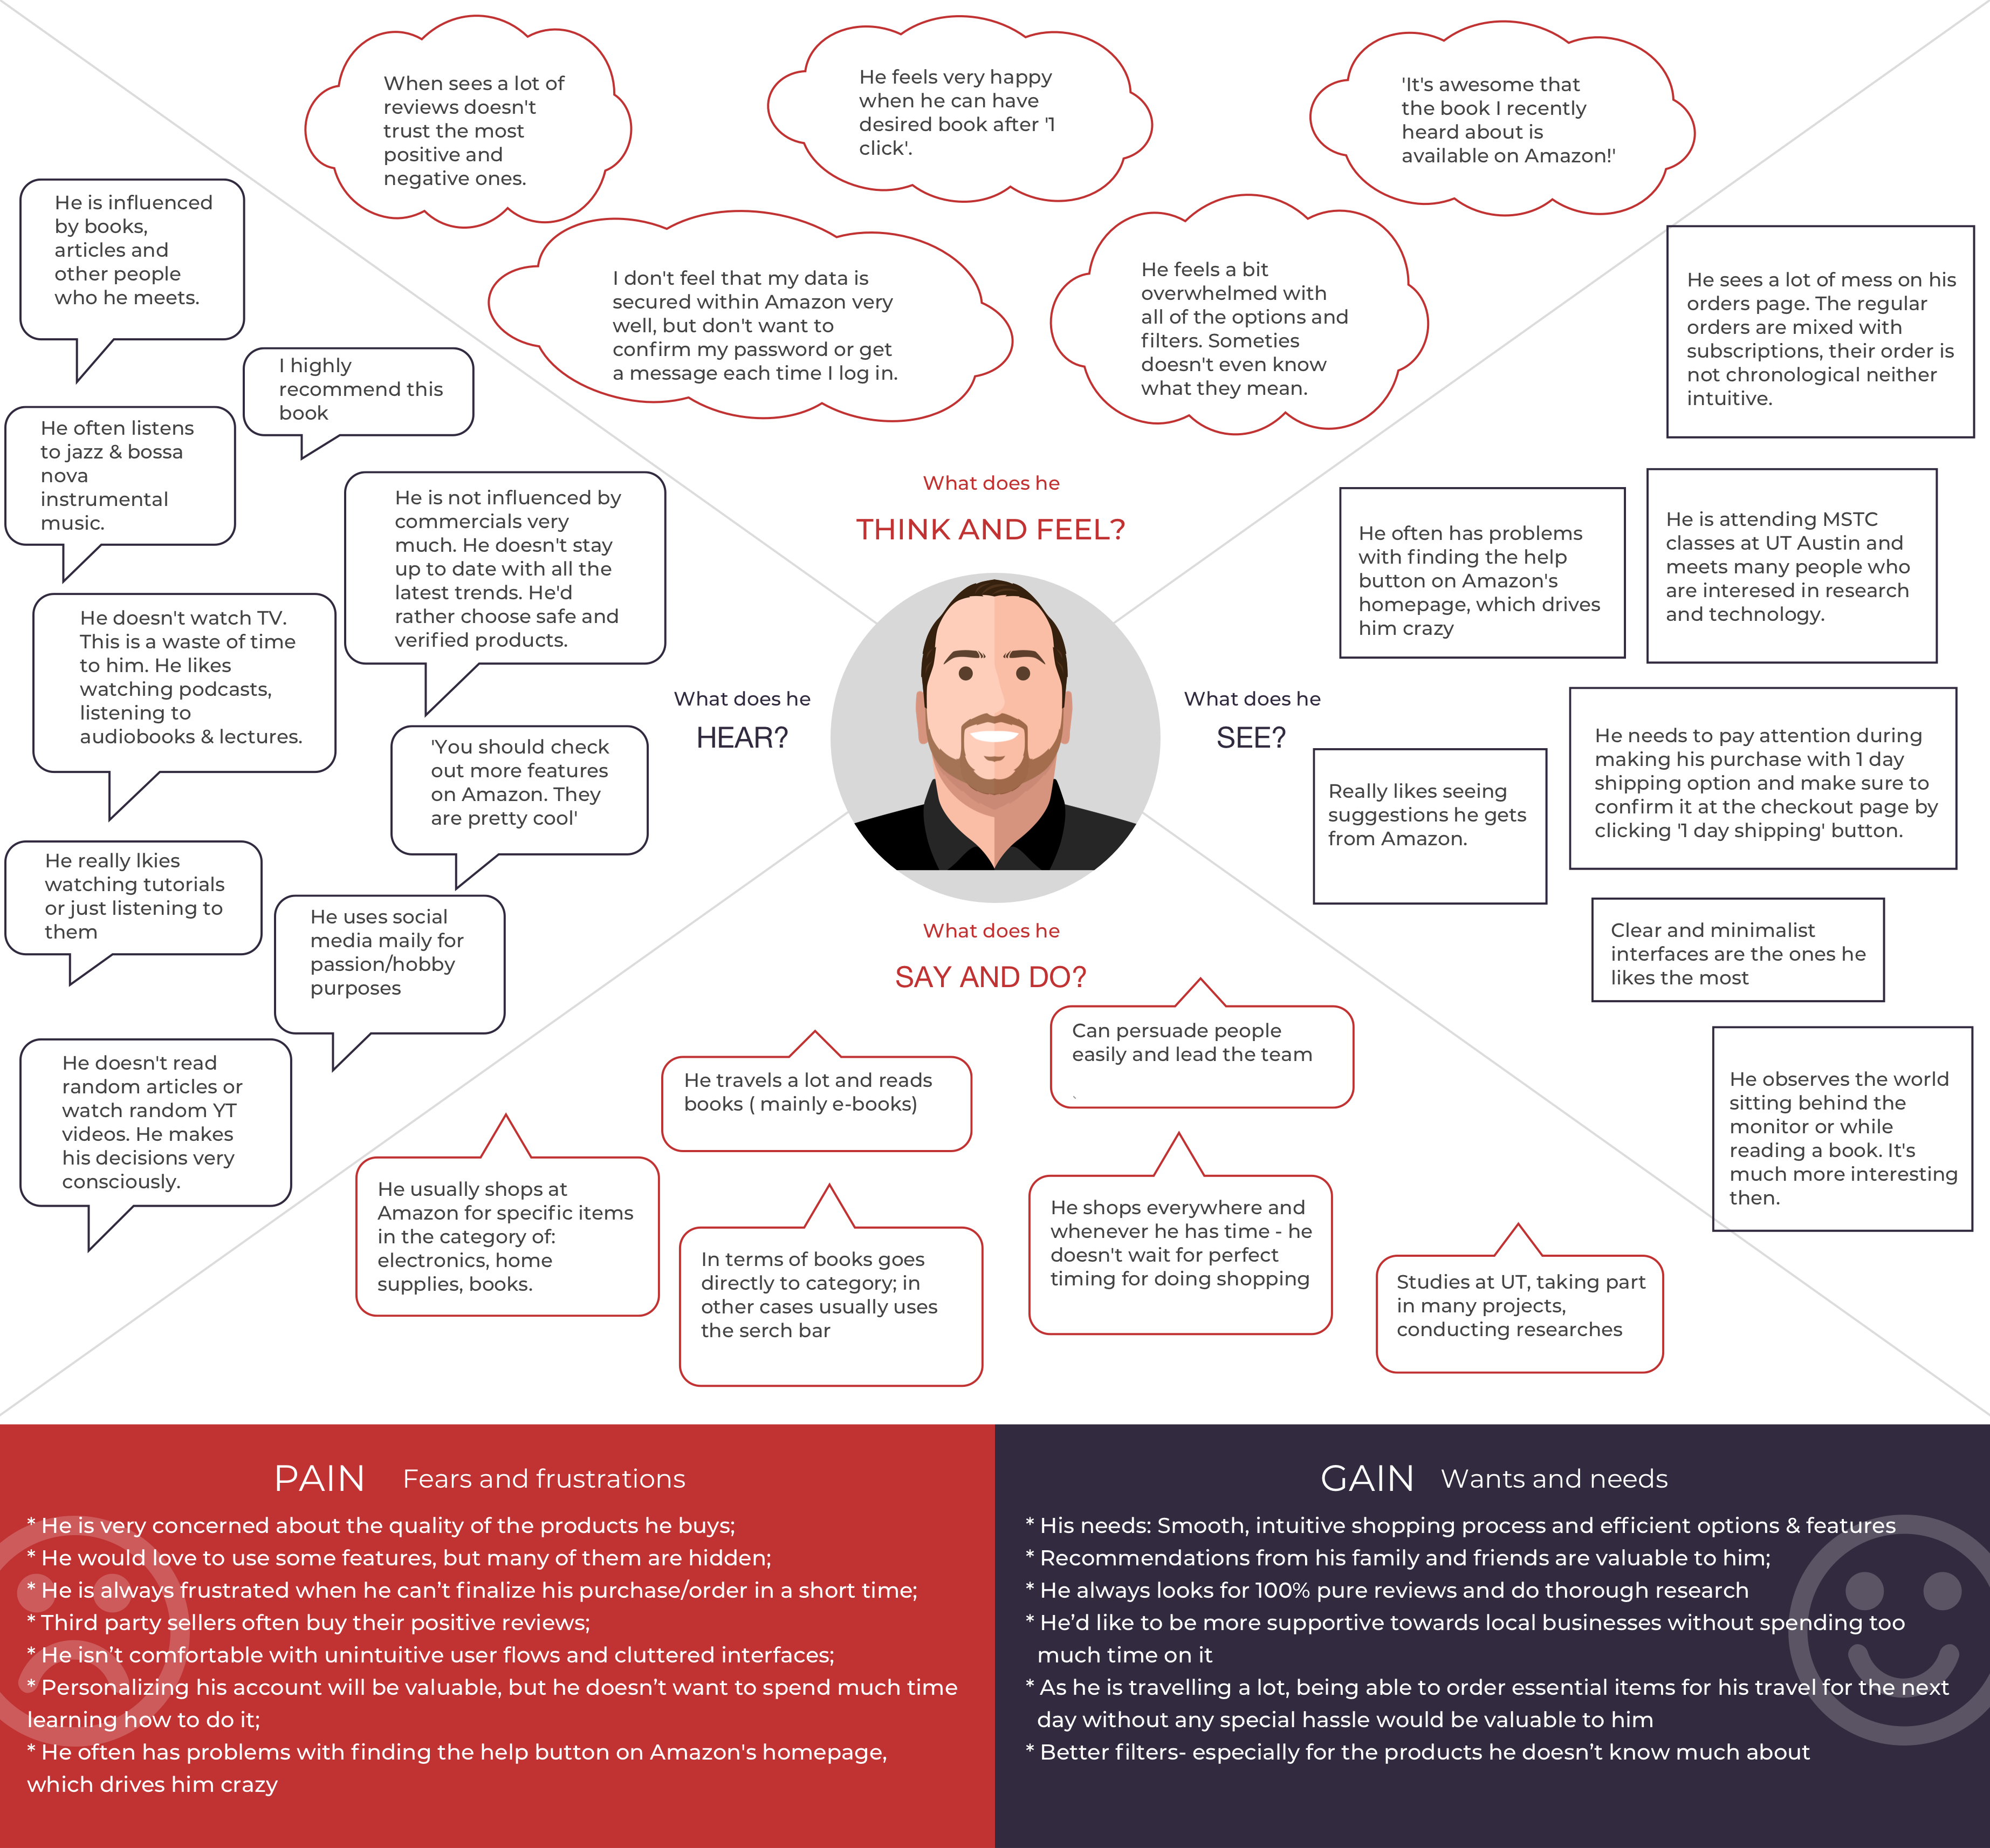 When sees a lot of
reviews doesn't
trust the most
positive and
negative ones.
He feels very happy
when he can have
desired book after '1
click'.
'It's awesome that
the book I recently
heard about is
available on Amazon!'
I don't feel that my data is
secured within Amazon very
well, but don't want to
confirm my password or get
a message each time I log in.
He feels a bit
overwhelmed with
all of the options and
filters. Someties
doesn't even know
what they mean.
What does he
THINK AND FEEL?
He is influenced
by books,
articles and
other people
who he meets.
I highly
recommend this
book
He often listens
to jazz & bossa
nova
instrumental
music.
He is not influenced by
commercials very
much. He doesn't stay
up to date with all the
latest trends. He'd
rather choose safe and
verified products.
He doesn't watch TV.
This is a waste of time
to him. He likes
watching podcasts,
listening to
audiobooks & lectures.
'You should check
out more features
on Amazon. They
are pretty cool'
He really lkies
watching tutorials
or just listening to
them
He uses social
media maily for
passion/hobby
purposes
He doesn't read
random articles or
watch random YT
videos. He makes
his decisions very
consciously.
What does he
HEAR?
What does he
SEE?
He sees a lot of mess on his
orders page. The regular
orders are mixed with
subscriptions, their order is
not chronological neither
intuitive.
He often has problems
with finding the help
button on Amazon's
homepage, which drives
him crazy
He is attending MSTC
classes at UT Austin and
meets many people who
are interesed in research
and technology.
He needs to pay attention during
making his purchase with 1 day
shipping option and make sure to
confirm it at the checkout page by
clicking '1 day shipping' button.
Really likes seeing
suggestions he gets
from Amazon.
Clear and minimalist
interfaces are the ones he
likes the most
He observes the world
sitting behind the
monitor or while
reading a book. It's
much more interesting
then.
What does he
SAY AND DO?
Can persuade people
easily and lead the team
`
He travels a lot and reads
books ( mainly e-books)
He usually shops at
Amazon for specific items
in the category of:
electronics, home
supplies, books.
In terms of books goes
directly to category; in
other cases usually uses
the serch bar
He shops everywhere and
whenever he has time - he
doesn't wait for perfect
timing for doing shopping
Studies at UT, taking part
in many projects,
conducting researches
PAIN Fears and frustrations
* He is very concerned about the quality of the products he buys;
* He would love to use some features, but many of them are hidden;
* He is always frustrated when he can't finalize his purchase/order in a short time;
* Third party sellers often buy their positive reviews;
* He isn't comfortable with unintuitive user flows and cluttered interfaces;
* Personalizing his account will be valuable, but he doesn't want to spend much time
learning how to do it;
* He often has problems with finding the help button on Amazon's homepage,
which drives him crazy
GAIN Wants and needs
* His needs: Smooth, intuitive shopping process and efficient options & features
* Recommendations from his family and friends are valuable to him;
* He always looks for 100% pure reviews and do thorough research
* He'd like to be more supportive towards local businesses without spending too
much time on it
* As he is travelling a lot, being able to order essential items for his travel for the next
day without any special hassle would be valuable to him
* Better filters- especially for the products he doesn't know much about